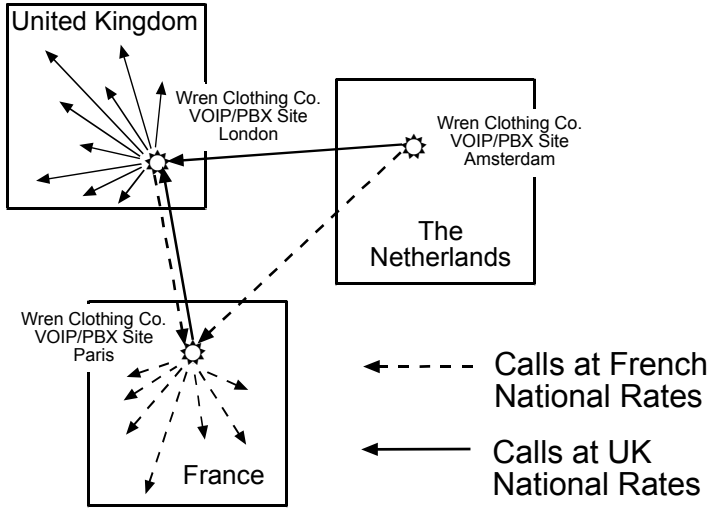 United Kingdom
Wren Clothing Co.
VOIP/PBX Site
London
Wren Clothing Co.
VOIP/PBX Site
Amsterdam
The
Netherlands
Wren Clothing Co.
VOIP/PBX Site
Paris
France
Calls at French
National Rates
Calls at UK
National Rates